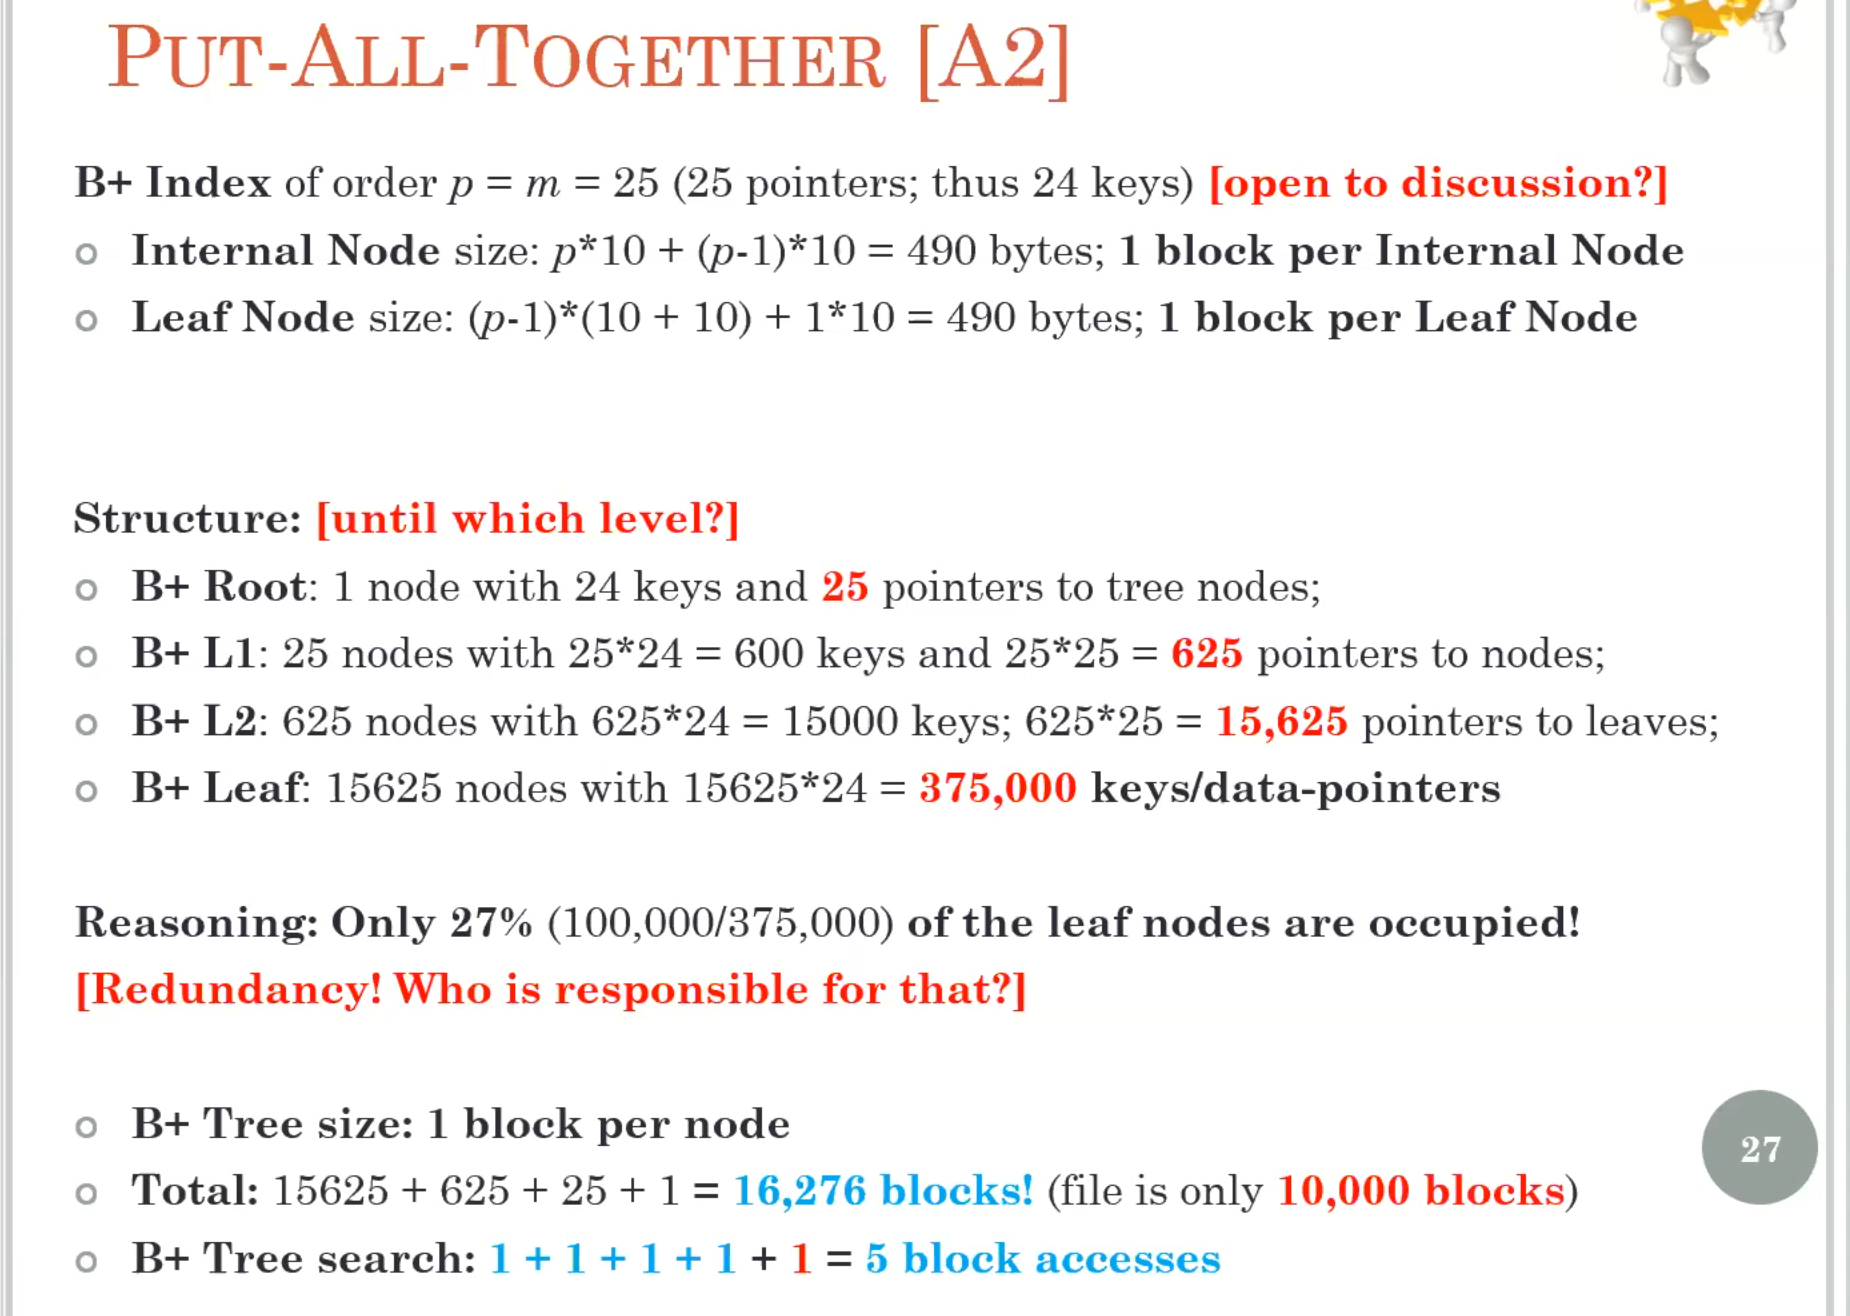 PUT-ALL-TOGETHER [A2]
B+ Index of order p = m = 25 (25 pointers; thus 24 keys) [open to discussion?]
Internal Node size: p*10 + (p-1)*10 = 490 bytes; 1 block per Internal Node
Leaf Node size: (p-1)*(10 + 10) + 1*10 = 490 bytes; 1 block per Leaf Node
Structure: [until which level?]
B+ Root: 1 node with 24 keys and 25 pointers to tree nodes;
B+ L1: 25 nodes with 25*24 = 600 keys and 25*25 = 625 pointers to nodes;
B+ L2: 625 nodes with 625*24 = 15000 keys; 625*25 = 15,625 pointers to leaves;
B+ Leaf: 15625 nodes with 15625*24 = 375,000 keys/data-pointers
Reasoning: Only 27% (100,000/375,000) of the leaf nodes are occupied!
[Redundancy! Who is responsible for that?]
B+ Tree size: 1 block per node
27
Total: 15625 + 625 + 25 + 1 = 16,276 blocks! (file is only 10,000 blocks)
B+ Tree search: 1 + 1 + 1 + 1 + 1 = 5 block accesses